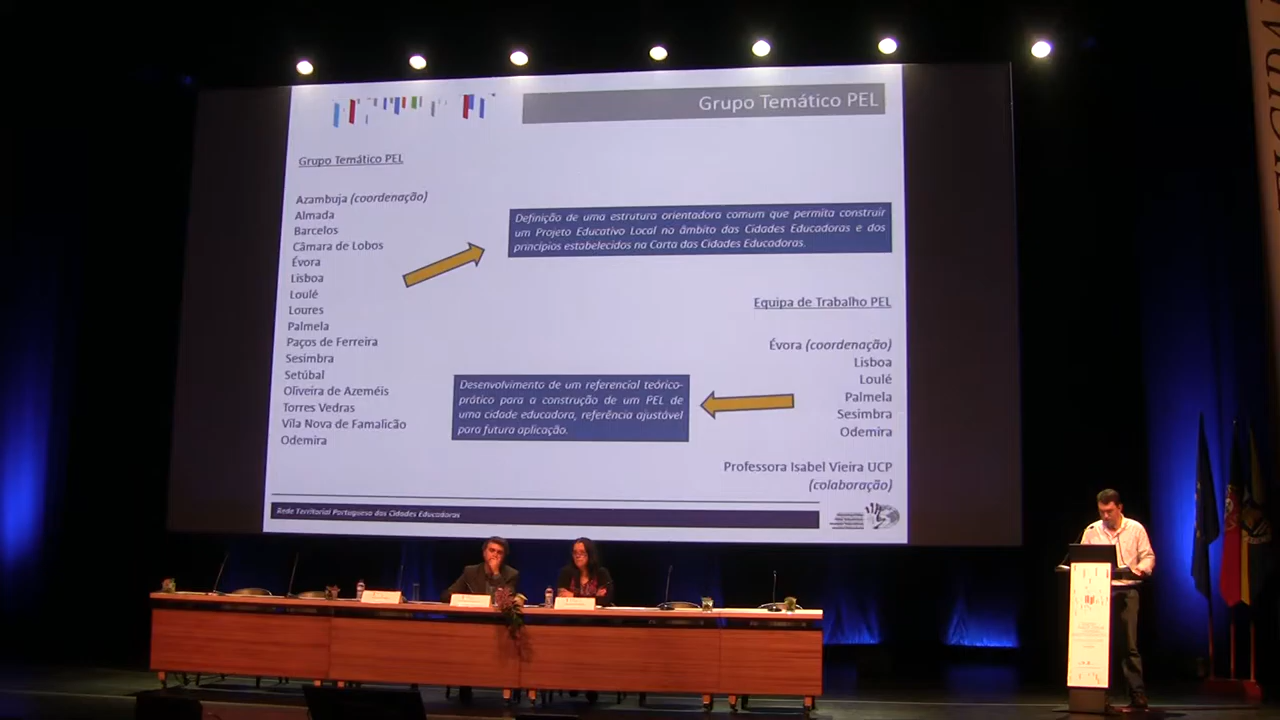 Grupo Temático PEL
Grupo Temático PEL
Azambuja (coordenação)
Almada
Barcelos
Câmara de Lobos
Évora
Lisboa
Loulé
Loures
Palmela
Paços de Ferreira
Sesimbra
Setúbal
Oliveira de Azeméis
Torres Vedras
Vila Nova de Famalicão
Odemira
Definição de uma estrutura orientadora comum que permita construir
um Projeto Educativo Local no âmbito das Cidades Educadoras e dos
princípios estabelecidos na Carta das Cidades Educadoras.
Equipa de Trabalho PEL
Évora (coordenação)
Lisboa
Loulé
Palmela
Sesimbra
Odemira
Desenvolvimento de um referencial teórico-
prático para a construção de um PEL de
uma cidade educadora, referência ajustável
para futura aplicação.
Professora Isabel Vieira UCP
(colaboração)
Rede Territorial Portuguesa das Cidades Educadoras